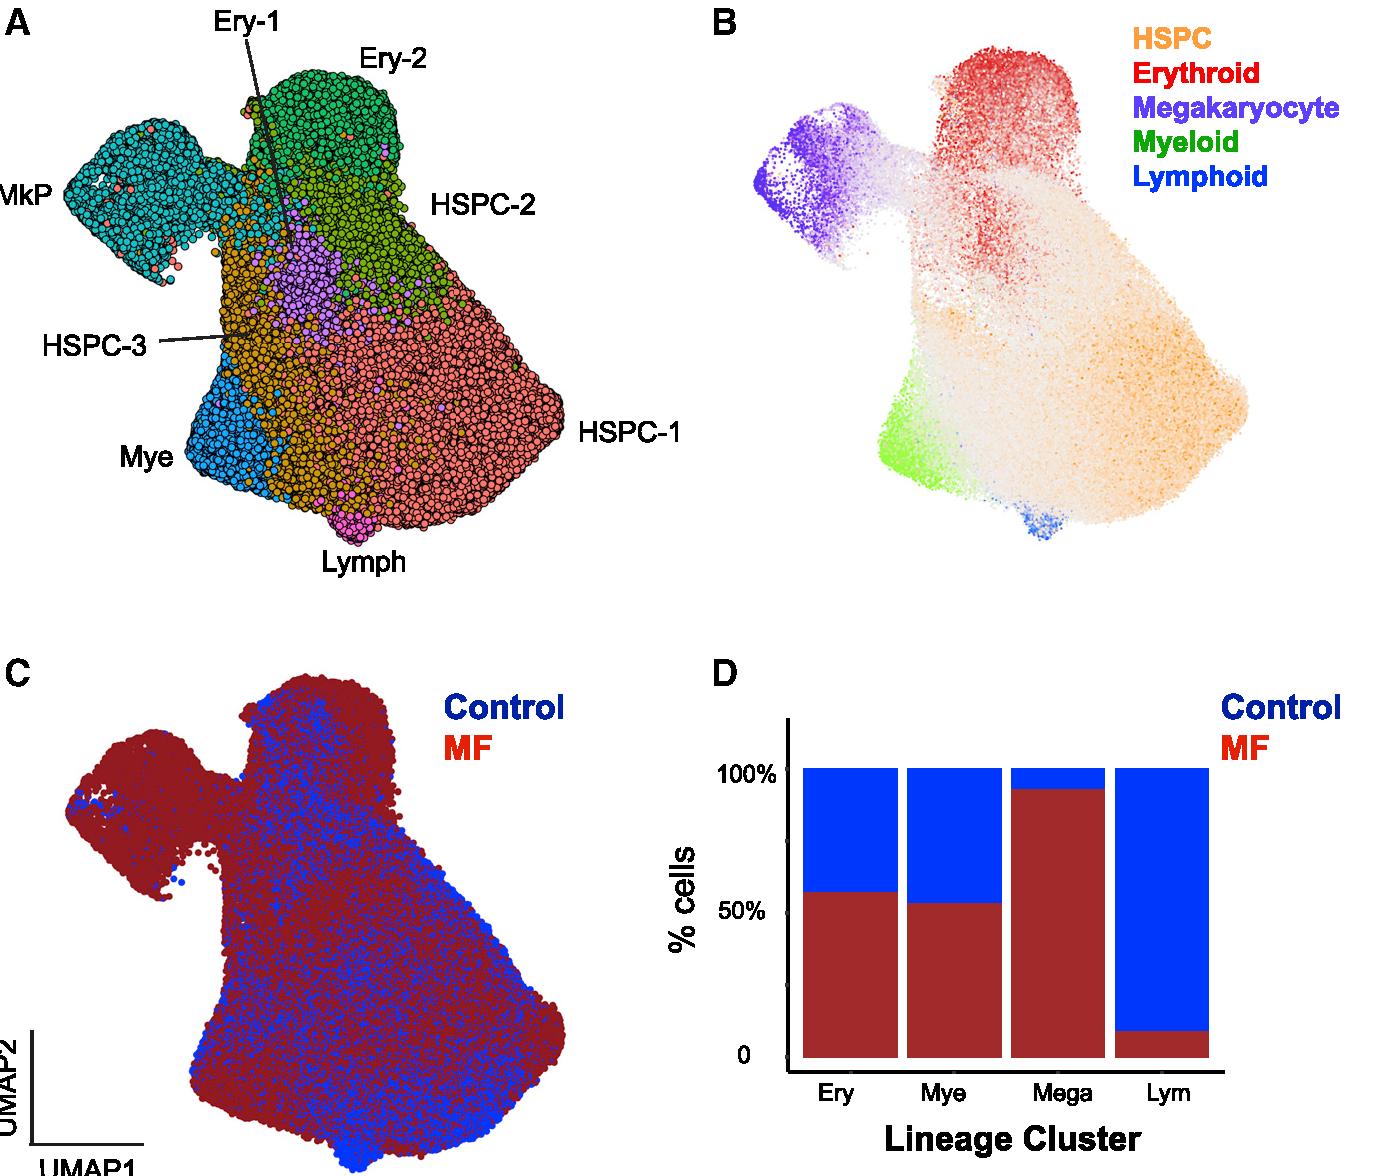 A
Ery-1
Ery-2
MkP
HSPC-2
HSPC-3
HSPC-1
Mye
Lymph
B
HSPC
Erythroid
Megakaryocyte
Myeloid
Lymphoid
C
Control
MF
UMAP2
UMAP1
D
Control
MF
100%
50%
0
% cells
Ery
Mye
Mega
Lym
Lineage Cluster